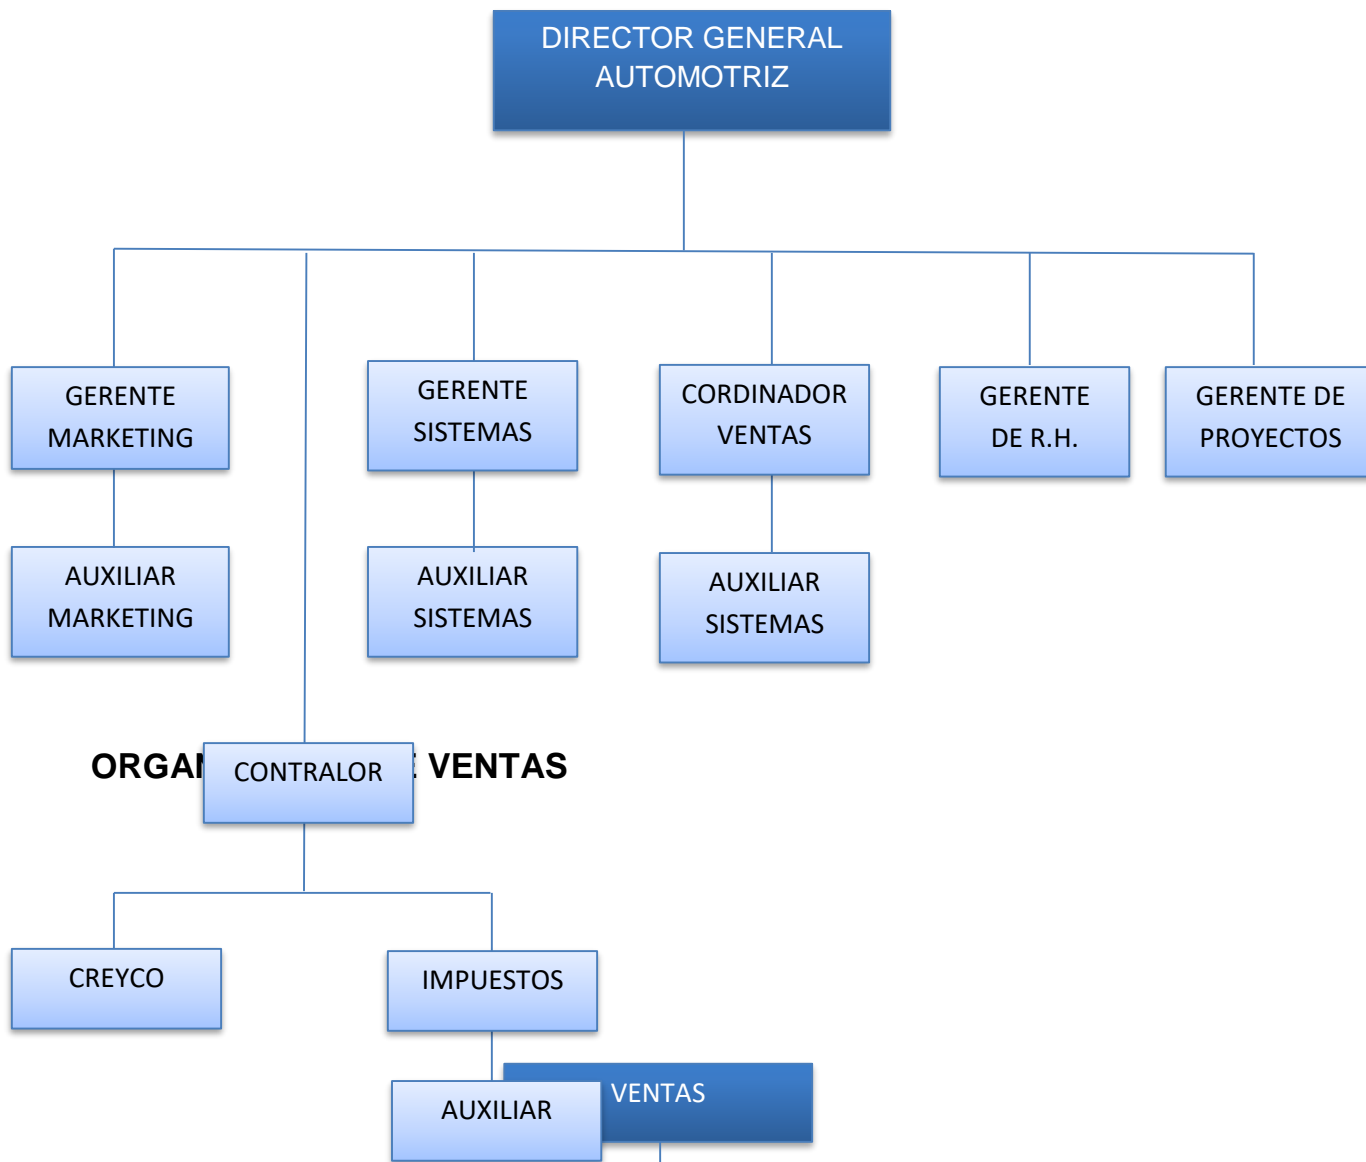 DIRECTOR GENERAL
AUTOMOTRIZ
GERENTE
MARKETING
GERENTE
SISTEMAS
CORDINADOR
VENTAS
GERENTE
DE R.H.
GERENTE DE
PROYECTOS
AUXILIAR
MARKETING
AUXILIAR
SISTEMAS
AUXILIAR
SISTEMAS
VENTAS
CONTRALOR
CREYCO
IMPUESTOS
AUXILIAR
VENTAS